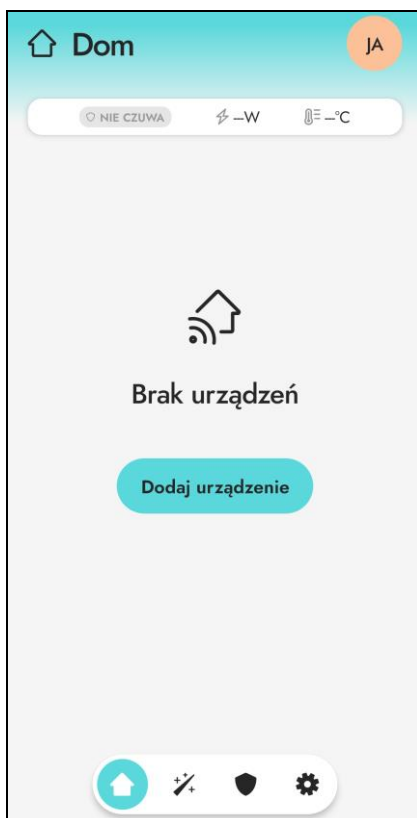 Dom
JA
NIE CZUWA –W –°C
Brak urządzeń
Dodaj urządzenie